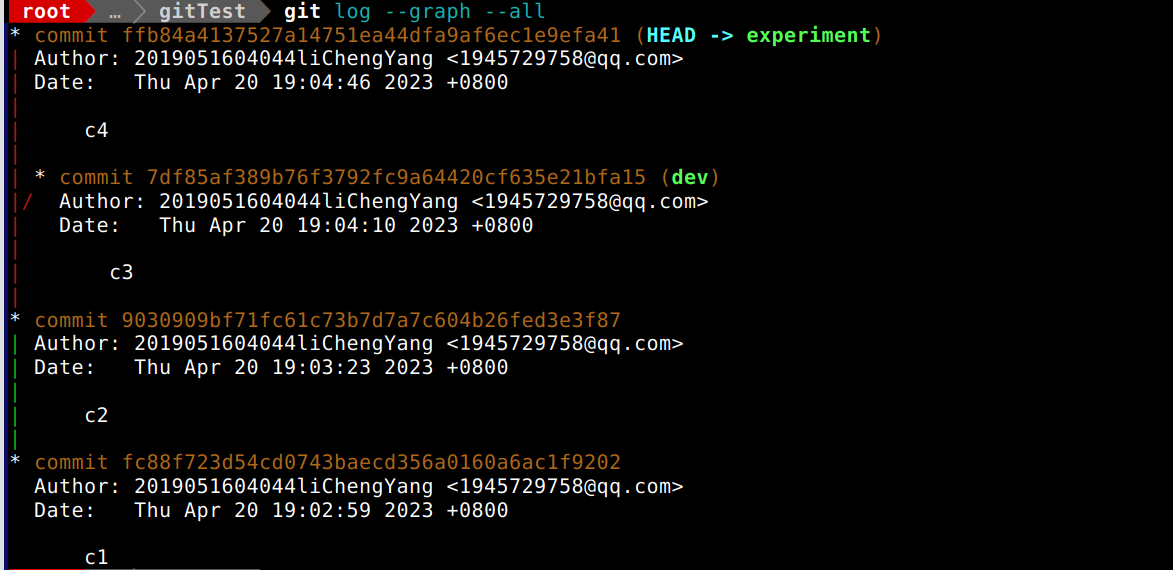 root … gitTest git log --graph --all
* commit ffb84a4137527a14751ea44dfa9af6ec1e9efa41 (HEAD -> experiment)
| Author: 2019051604044liChengYang <1945729758@qq.com>
| Date:   Thu Apr 20 19:04:46 2023 +0800
|
|     c4
|
| * commit 7df85af389b76f3792fc9a64420cf635e21bfa15 (dev)
|/  Author: 2019051604044liChengYang <1945729758@qq.com>
|   Date:   Thu Apr 20 19:04:10 2023 +0800
|
|       c3
|
* commit 9030909bf71fc61c73b7d7a7c604b26fed3e3f87
| Author: 2019051604044liChengYang <1945729758@qq.com>
| Date:   Thu Apr 20 19:03:23 2023 +0800
|
|     c2
|
* commit fc88f723d54cd0743baecd356a0160a6ac1f9202
  Author: 2019051604044liChengYang <1945729758@qq.com>
  Date:   Thu Apr 20 19:02:59 2023 +0800

      c1